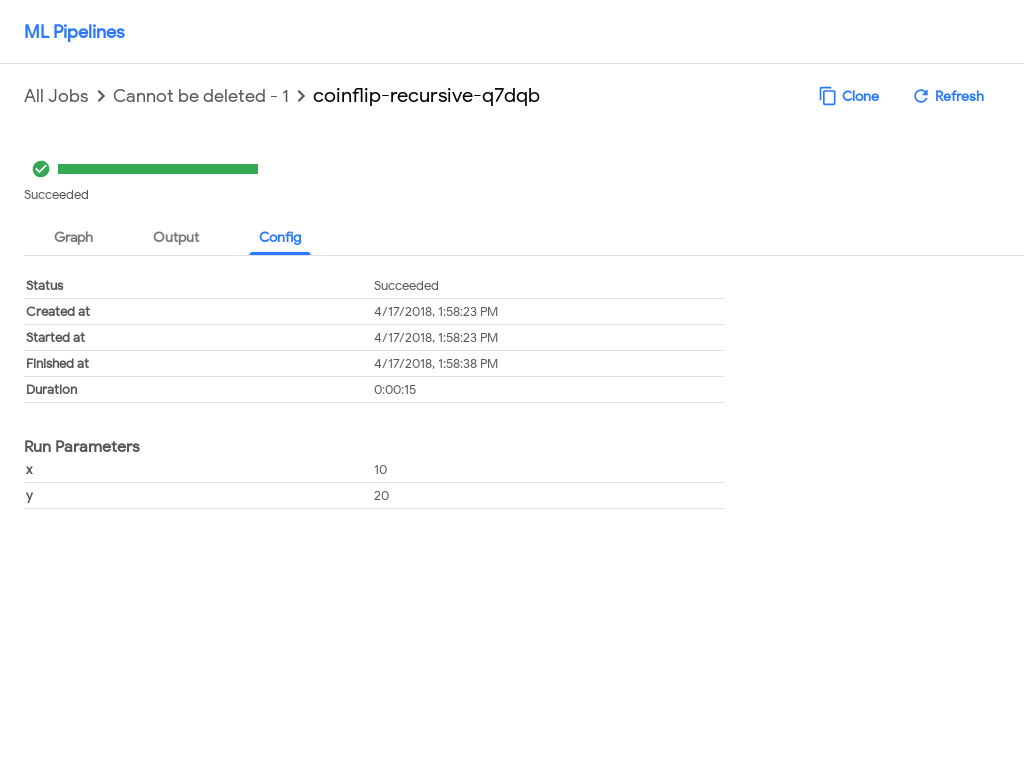 ML Pipelines
All Jobs > Cannot be deleted - 1 > coinflip-recursive-q7dqb Clone Refresh
Succeeded
Graph Output Config
Status Succeeded
Created at 4/17/2018, 1:58:23 PM
Started at 4/17/2018, 1:58:23 PM
Finished at 4/17/2018, 1:58:38 PM
Duration 0:00:15
Run Parameters
x 10
y 20